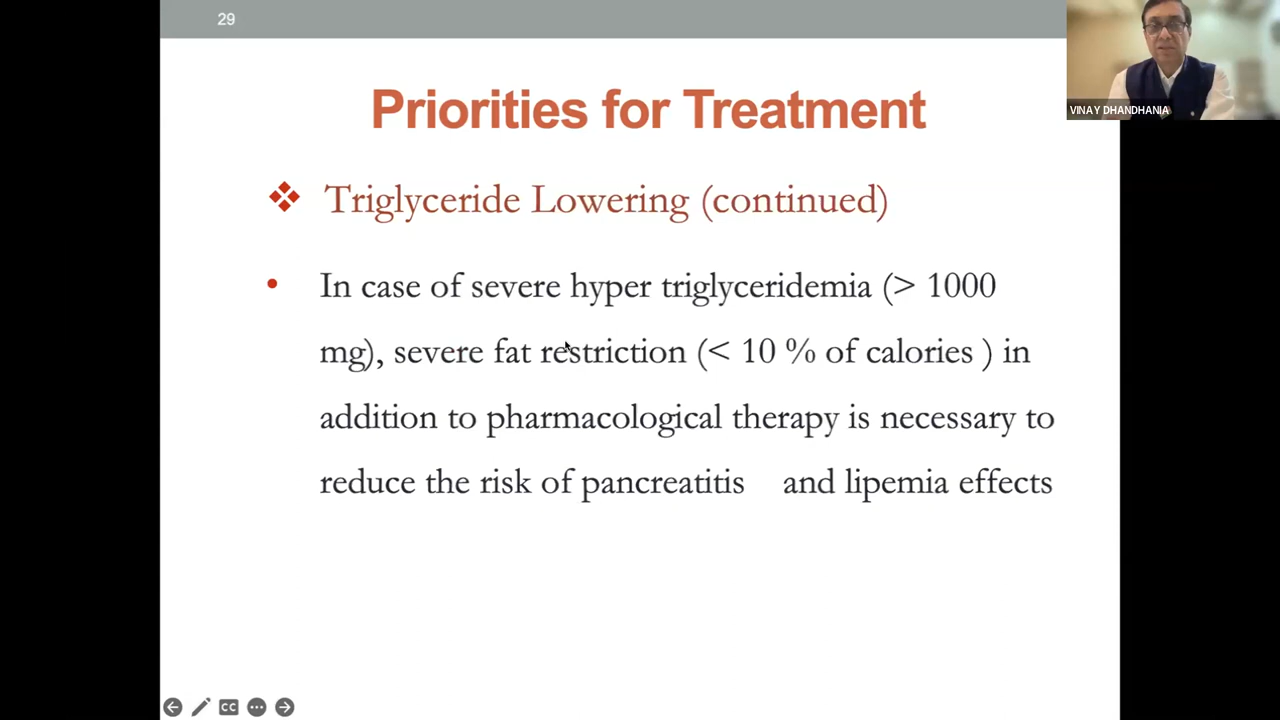 29
VINAY DHANDHANIA
Priorities for Treatment
❖ Triglyceride Lowering (continued)
• In case of severe hyper triglyceridemia (> 1000
mg), severe fat restriction (< 10 % of calories ) in
addition to pharmacological therapy is necessary to
reduce the risk of pancreatitis and lipemia effects
CC